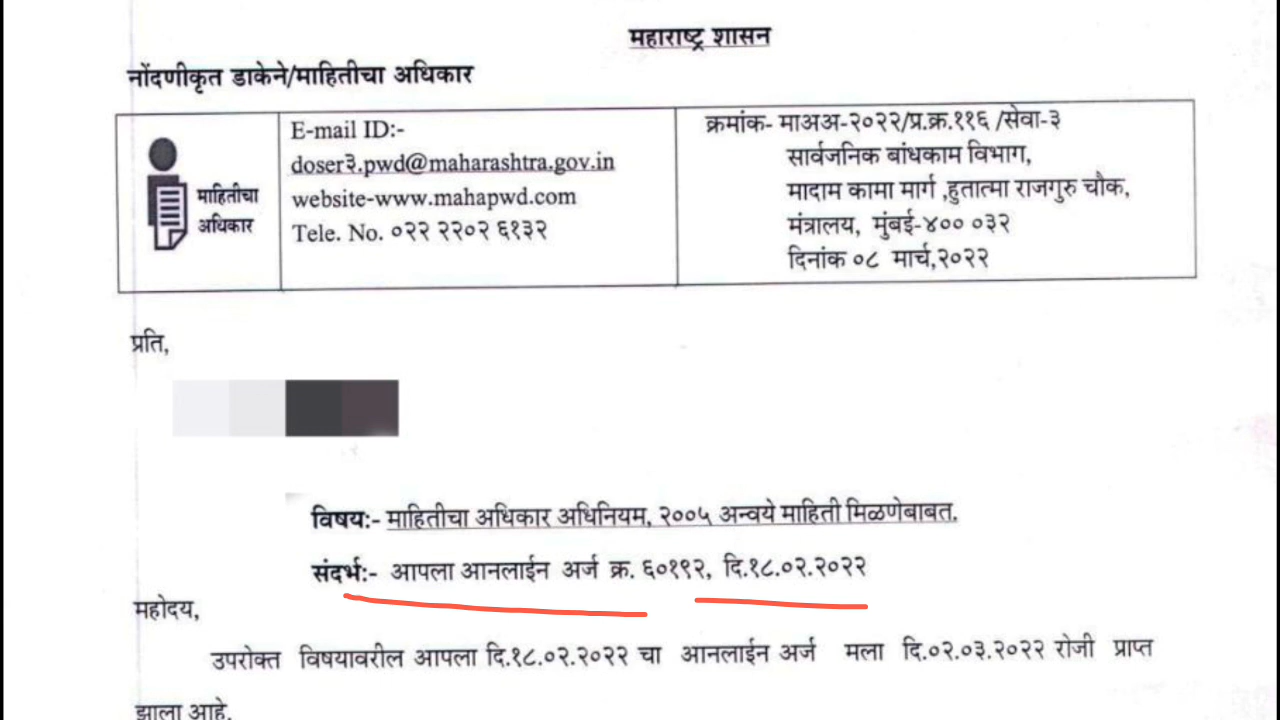 महाराष्ट्र शासन
नोंदणीकृत डाकेने/माहितीचा अधिकार
माहितीचा
अधिकार
E-mail ID:-
doser३.pwd@maharashtra.gov.in
website-www.mahapwd.com
Tele. No. ०२२ २२०२ ६१३२
क्रमांक- माअअ-२०२२/प्र.क्र.११६ /सेवा-३
सार्वजनिक बांधकाम विभाग,
मादाम कामा मार्ग ,हुतात्मा राजगुरु चौक,
मंत्रालय, मुंबई-४०० ०३२
दिनांक ०८ मार्च,२०२२
प्रति,
विषय:- माहितीचा अधिकार अधिनियम, २००५ अन्वये माहिती मिळणेबाबत.
संदर्भ:- आपला आनलाईन अर्ज क्र. ६०१९२, दि.१८.०२.२०२२
महोदय,
उपरोक्त विषयावरील आपला दि.१८.०२.२०२२ चा आनलाईन अर्ज मला दि.०२.०३.२०२२ रोजी प्राप्त
झाला आहे.